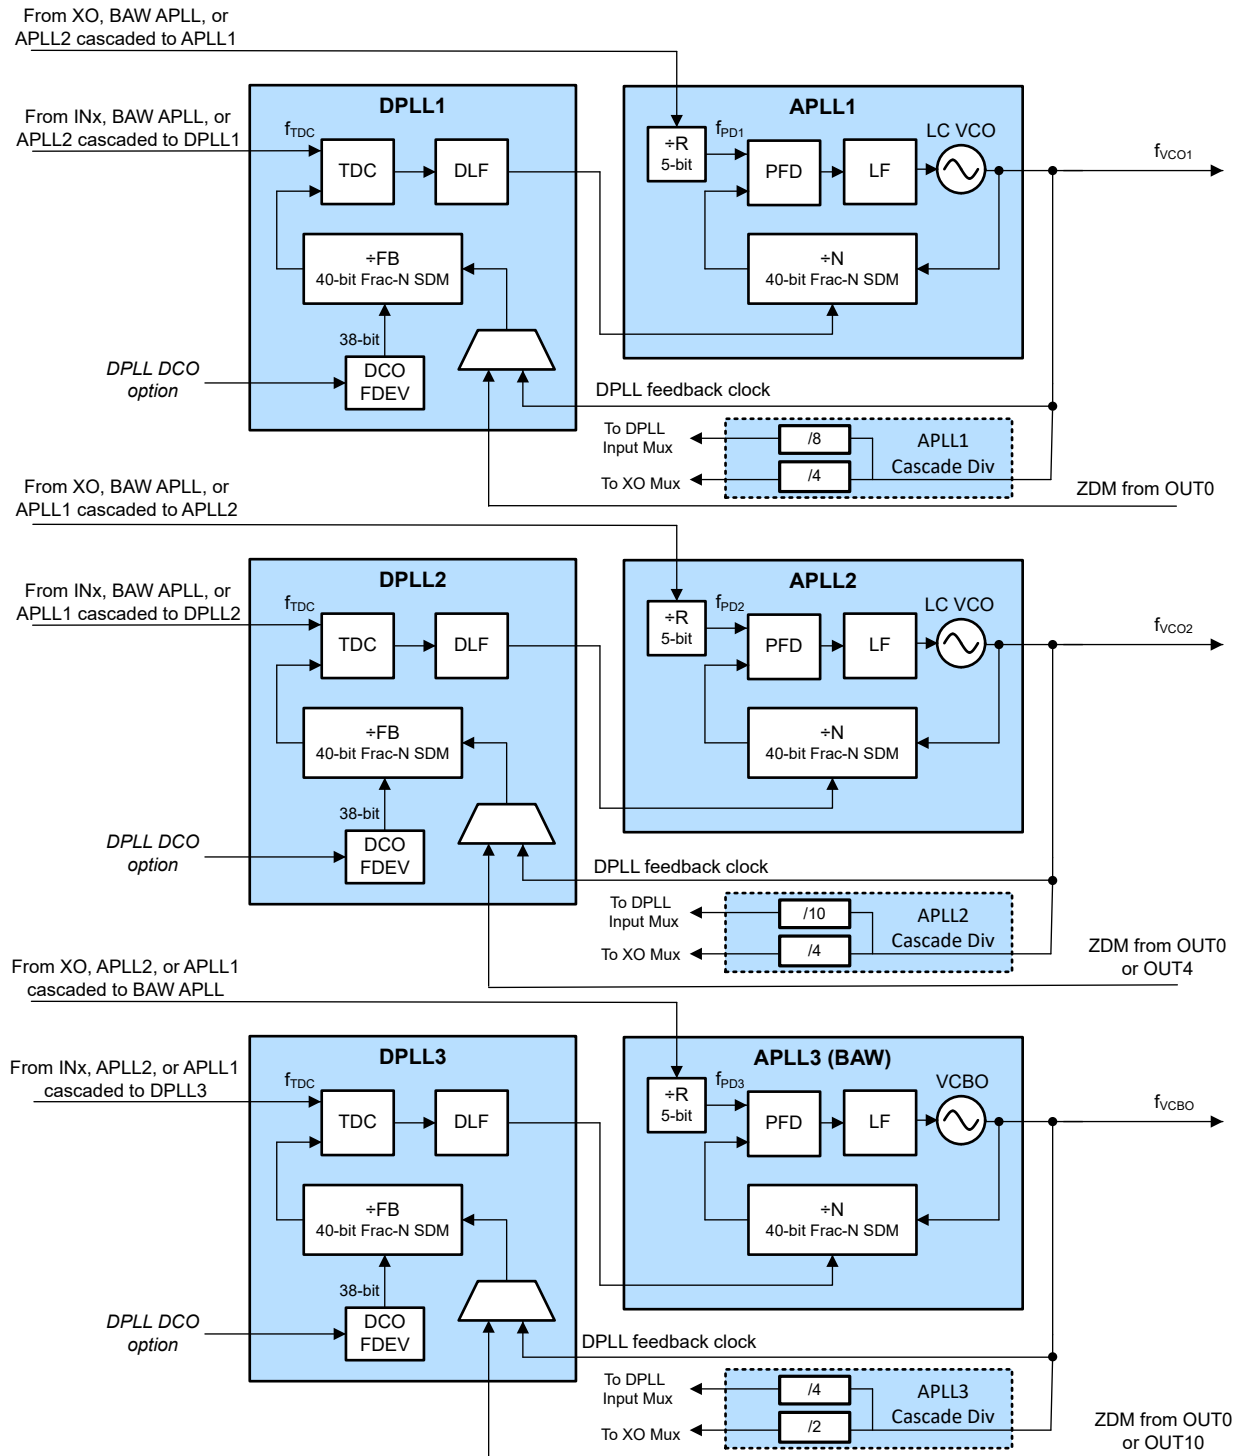 From XO, BAW APLL, or
APLL2 cascaded to APLL1
DPLL1
APLL1
From INx, BAW APLL, or
APLL2 cascaded to DPLL1
fTDC
TDC
DLF
÷R
5-bit
fPD1
PFD
LF
LC VCO
fVCO1
÷FB
40-bit Frac-N SDM
÷N
40-bit Frac-N SDM
38-bit
DPLL DCO
option
DCO
FDEV
DPLL feedback clock
To DPLL
Input Mux
/8
To XO Mux
/4
APLL1
Cascade Div
ZDM from OUT0
From XO, BAW APLL, or
APLL1 cascaded to APLL2
DPLL2
APLL2
From INx, BAW APLL, or
APLL1 cascaded to DPLL2
fTDC
TDC
DLF
÷R
5-bit
fPD2
PFD
LF
LC VCO
fVCO2
÷FB
40-bit Frac-N SDM
÷N
40-bit Frac-N SDM
38-bit
DPLL DCO
option
DCO
FDEV
DPLL feedback clock
To DPLL
Input Mux
/10
To XO Mux
/4
APLL2
Cascade Div
ZDM from OUT0
or OUT4
From XO, APLL2, or APLL1
cascaded to BAW APLL
DPLL3
APLL3 (BAW)
From INx, APLL2, or APLL1
cascaded to DPLL3
fTDC
TDC
DLF
÷R
5-bit
fPD3
PFD
LF
VCBO
fVCBO
÷FB
40-bit Frac-N SDM
÷N
40-bit Frac-N SDM
38-bit
DPLL DCO
option
DCO
FDEV
DPLL feedback clock
To DPLL
Input Mux
/4
To XO Mux
/2
APLL3
Cascade Div
ZDM from OUT0
or OUT10